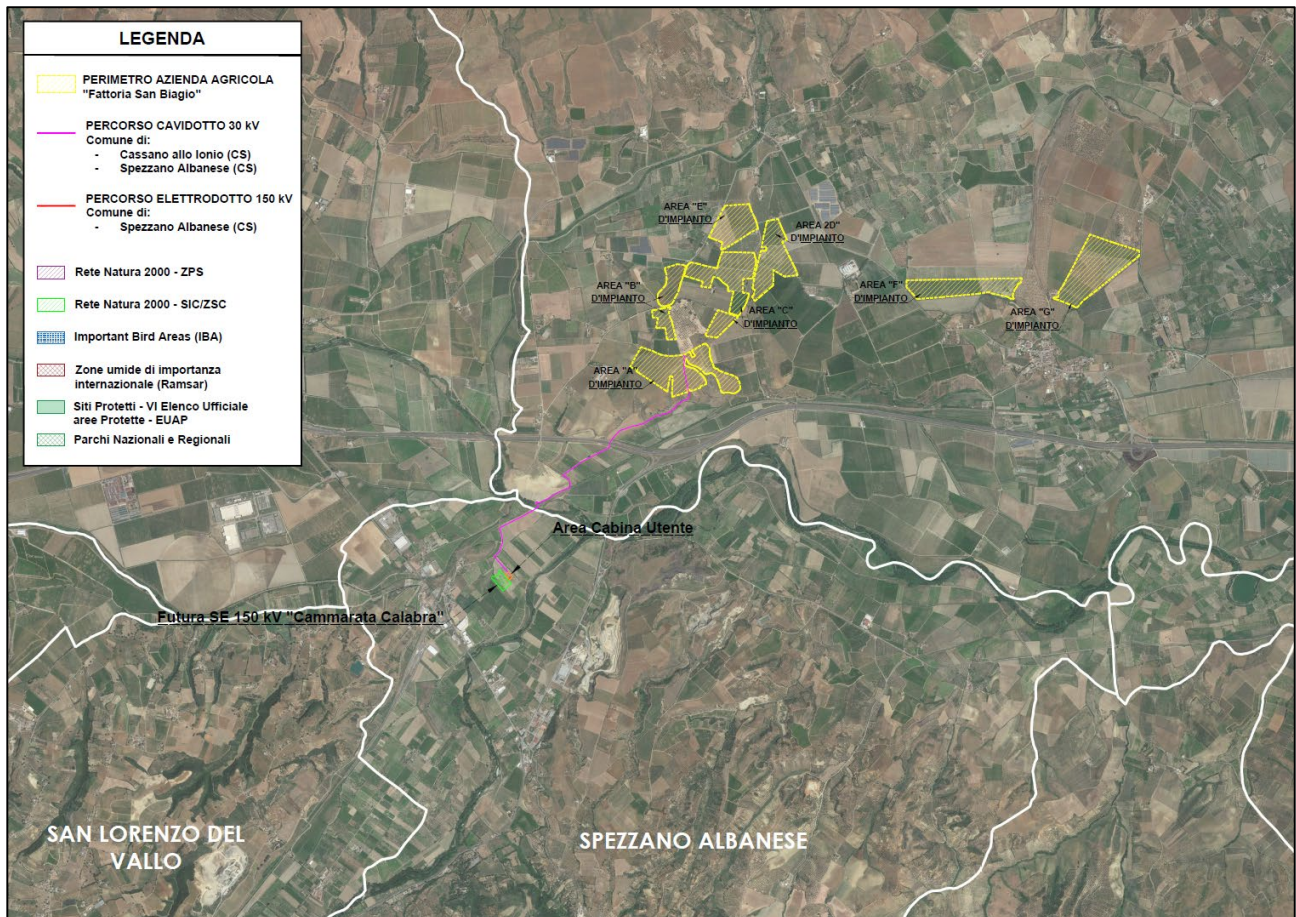 LEGENDA
PERIMETRO AZIENDA AGRICOLA
"Fattoria San Biagio"
PERCORSO CAVIDOTTO 30 kV
Comune di:
- Cassano allo Ionio (CS)
- Spezzano Albanese (CS)
PERCORSO ELETTRODOTTO 150 kV
Comune di:
- Spezzano Albanese (CS)
Rete Natura 2000 - ZPS
Rete Natura 2000 - SIC/ZSC
Important Bird Areas (IBA)
Zone umide di importanza
internazionale (Ramsar)
Siti Protetti - VI Elenco Ufficiale
aree Protette - EUAP
Parchi Nazionali e Regionali
AREA "E"
D'IMPIANTO
AREA 2D"
D'IMPIANTO
AREA "B"
D'IMPIANTO
AREA "C"
D'IMPIANTO
AREA "F"
D'IMPIANTO
AREA "G"
D'IMPIANTO
AREA "A"
D'IMPIANTO
Area Cabina Utente
Futura SE 150 kV "Cammarata Calabra"
SAN LORENZO DEL
VALLO
SPEZZANO ALBANESE